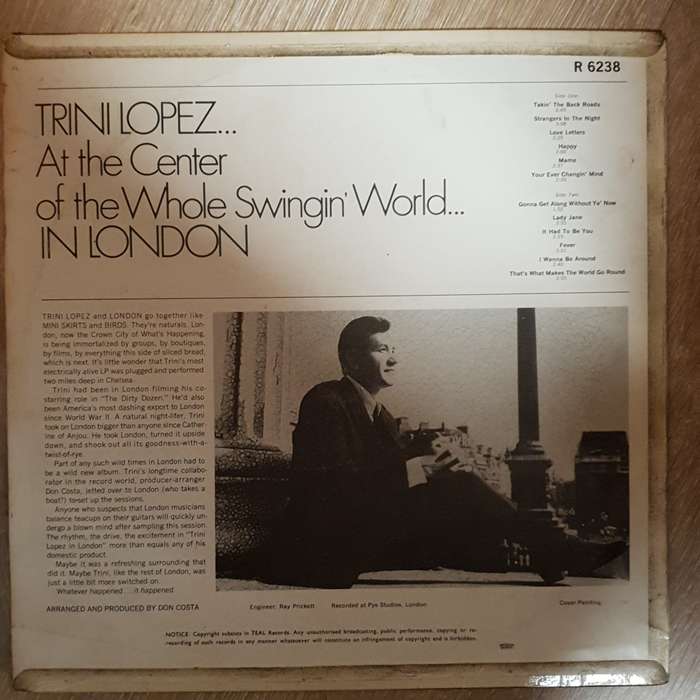 R 6238
TRINI LOPEZ...
At the Center
of the Whole Swingin' World...
IN LONDON
Side One
Takin' The Back Roads
Strangers In The Night
Love Letters
Happy
Mame
Your Ever Changin' Mind
Side Two
Gonna Get Along Without Ya' Now
Lady Jane
It Had To Be You
Fever
I Wanna Be Around
That's What Makes The World Go Round
TRINI LOPEZ and LONDON go together like
MINI SKIRTS and BIRDS. They're naturals. Lon-
don, now the Crown City of What's Happening,
is being immortalized by groups, by boutiques,
by films, by everything this side of sliced bread,
which is next. It's little wonder that Trini's most
electrically alive LP was plugged and performed
two miles deep in Chelsea.
Trini had been in London filming his co-
starring role in "The Dirty Dozen." He'd also
been America's most dashing export to London
since World War II. A natural night-lifer, Trini
took on London bigger than anyone since Cather-
ine of Anjou. He took London, turned it upside
down, and shook out all its goodness-with-a-
twist-of-rye.
Part of any such wild times in London had to
be a wild new album. Trini's longtime collabo-
rator in the record world, producer-arranger
Don Costa, jetted over to London (who takes a
boat?) to set up the sessions.
Anyone who suspects that London musicians
balance teacups on their guitars will quickly un-
dergo a blown mind after sampling this session.
The rhythm, the drive, the excitement in "Trini
Lopez in London" more than equals any of his
domestic product.
Maybe it was a refreshing surrounding that
did it. Maybe Trini, like the rest of London, was
just a little bit more switched on.
Whatever happened...it happened
ARRANGED AND PRODUCED BY DON COSTA
Engineer: Ray Prickett
Recorded at Pye Studios, London
Cover Painting:
NOTICE: Copyright subsists in TEAL Records. Any unauthorised broadcasting, public performance, copying or re-
recording of such records in any manner whatsoever will constitute an infringement of copyright and is forbidden.